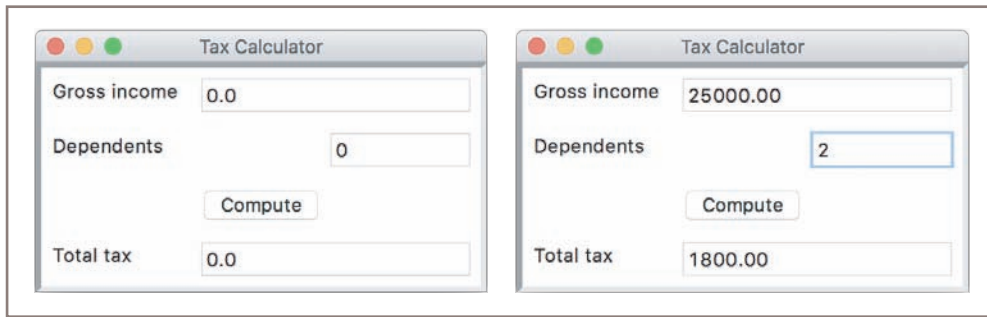 Tax Calculator
Gross income 0.0
Dependents 0
Compute
Total tax 0.0
Tax Calculator
Gross income 25000.00
Dependents 2
Compute
Total tax 1800.00